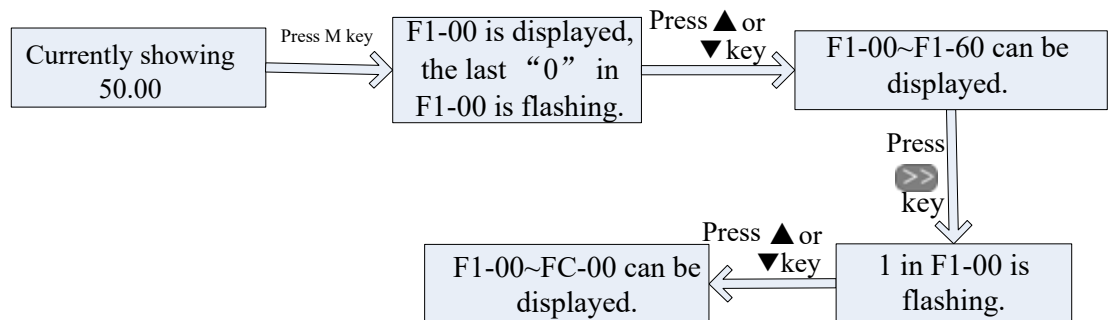 Currently showing
50.00
Press M key
F1-00 is displayed,
the last “0” in
F1-00 is flashing.
Press ▲ or
▼ key
F1-00~F1-60 can be
displayed.
Press
>>
key
1 in F1-00 is
flashing.
Press ▲ or
▼key
F1-00~FC-00 can be
displayed.